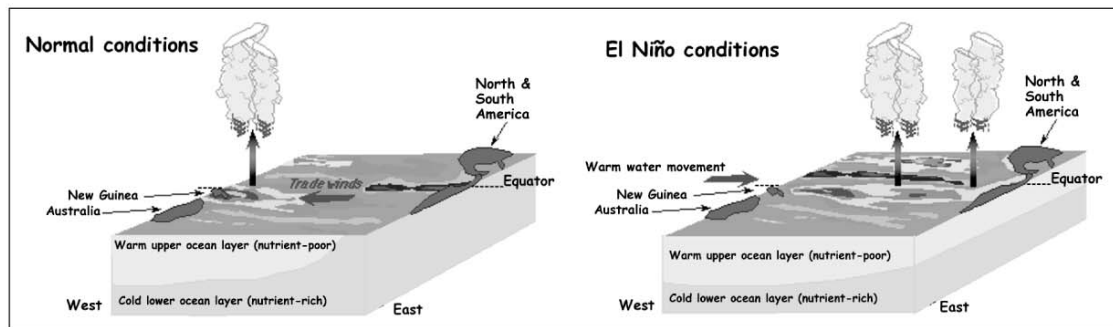 Normal conditions
North &
South
America
Trade winds
Equator
New Guinea
Australia
Warm upper ocean layer (nutrient-poor)
Cold lower ocean layer (nutrient-rich)
West
East
El Niño conditions
North &
South
America
Warm water movement
New Guinea
Equator
Australia
Warm upper ocean layer (nutrient-poor)
Cold lower ocean layer (nutrient-rich)
West
East